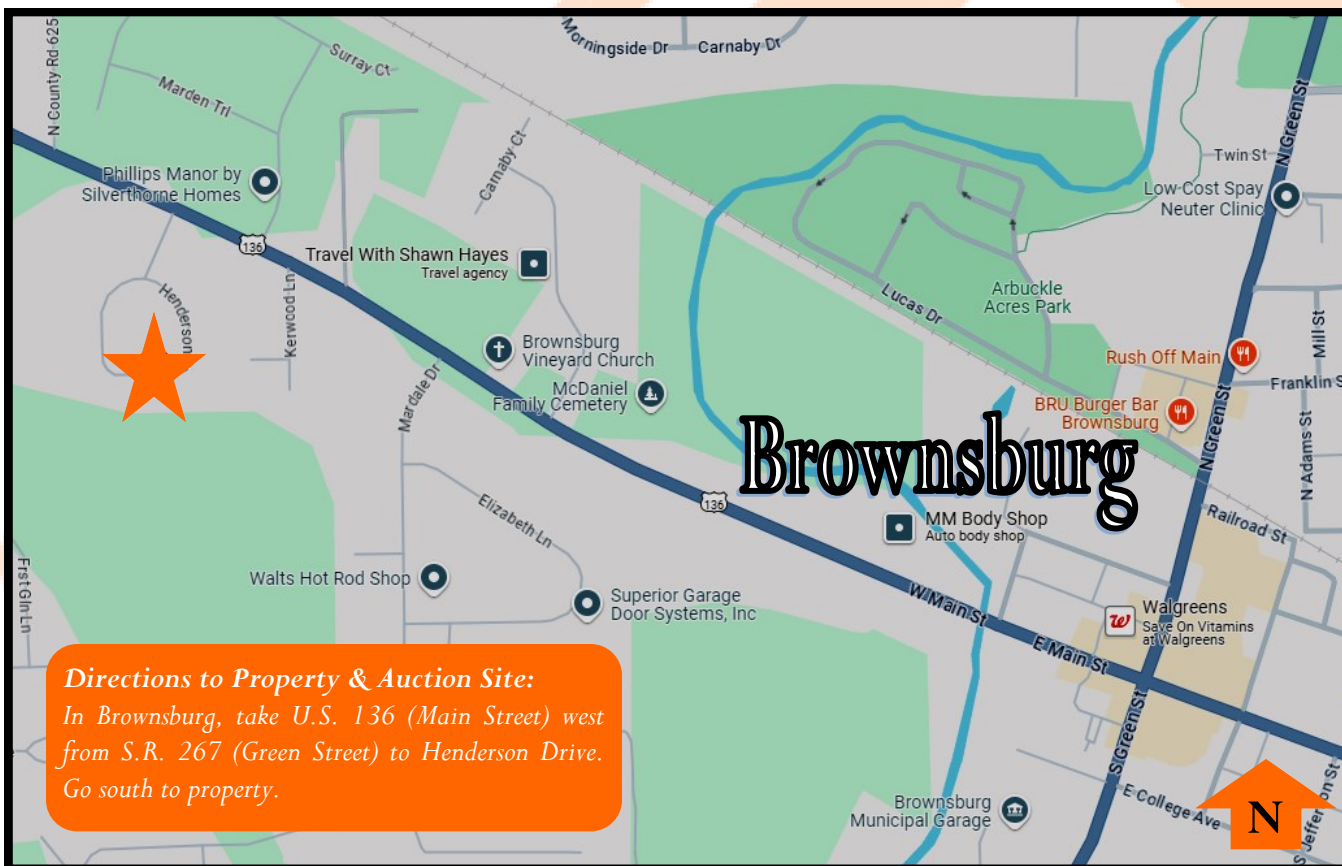 Morningside Dr
Carnaby Dr
N County Rd 625
Surray Ct
Marden Trl
N Green St
Twin St
Phillips Manor by
Silverthorne Homes
Carnaby Ct
Low Cost Spay
Neuter Clinic
136
Travel With Shawn Hayes
Travel agency
Henderson
Kerwood Ln
Lucas Dr
Arbuckle
Acres Park
Mill St
Brownsburg
Vineyard Church
Rush Off Main
McDaniel
Family Cemetery
Mardale Dr
Franklin S
BRU Burger Bar
Brownsburg
N Green St
N Adams St
Brownsburg
136
Elizabeth Ln
MM Body Shop
Auto body shop
Railroad St
FrstGlnLn
Walts Hot Rod Shop
Superior Garage
Door Systems, Inc
W Main St
Walgreens
Save On Vitamins
at Walgreens
E Main St
Directions to Property & Auction Site:
In Brownsburg, take U.S. 136 (Main Street) west
from S.R. 267 (Green Street) to Henderson Drive.
Go south to property.
S Green St
E College Ave
Brownsburg
Municipal Garage
N
S Jefferson St